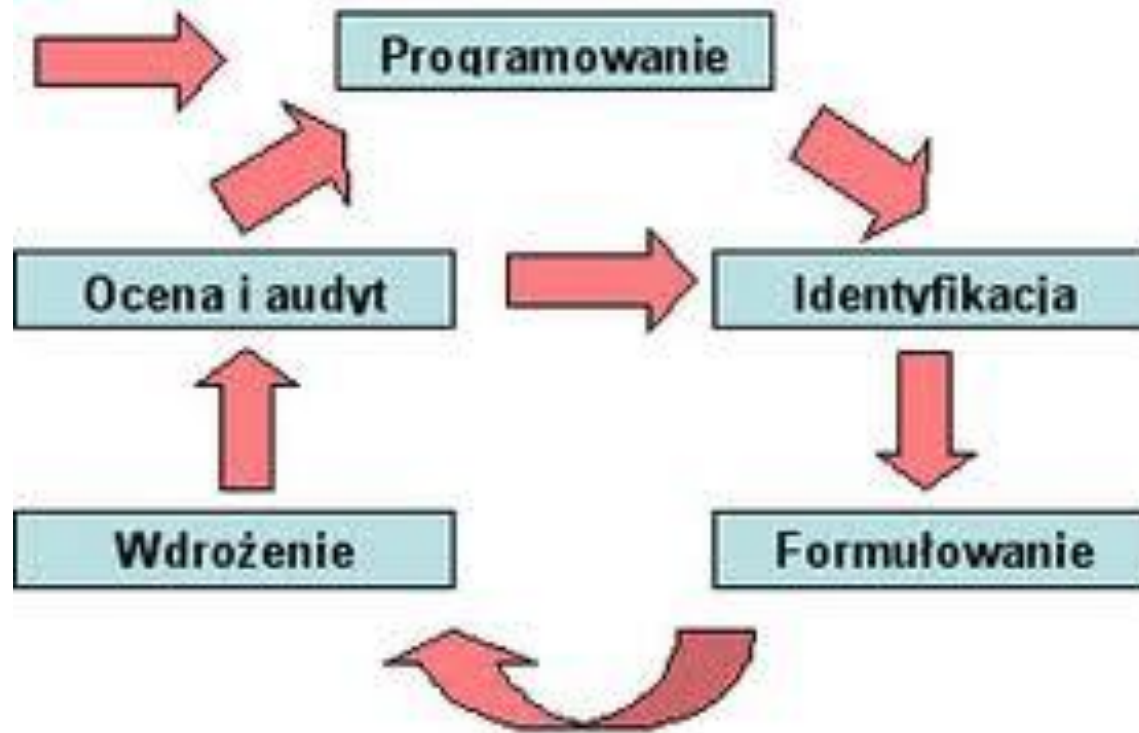 Programowanie
Ocena i audyt
Identyfikacja
Wdrożenie
Formułowanie